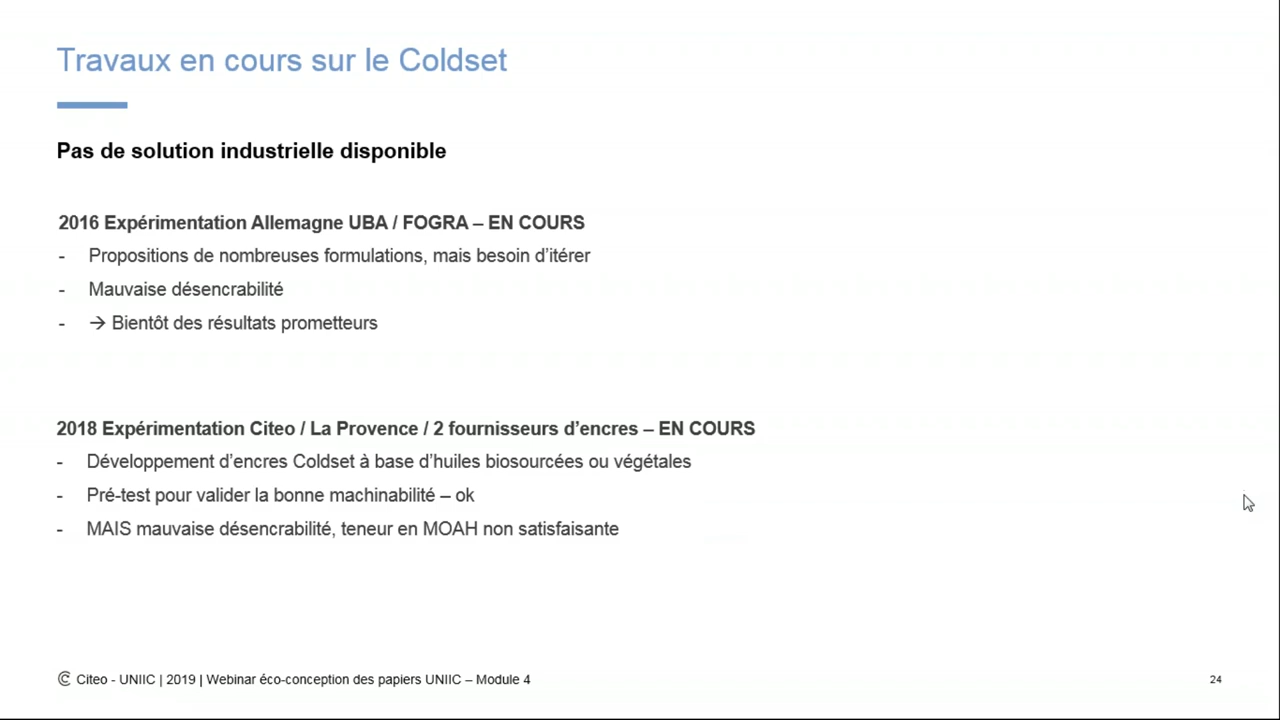 Travaux en cours sur le Coldset
Pas de solution industrielle disponible
2016 Expérimentation Allemagne UBA / FOGRA – EN COURS
- Propositions de nombreuses formulations, mais besoin d’itérer
- Mauvaise désencrabilité
- → Bientôt des résultats prometteurs
2018 Expérimentation Citeo / La Provence / 2 fournisseurs d’encres – EN COURS
- Développement d’encres Coldset à base d’huiles biosourcées ou végétales
- Pré-test pour valider la bonne machinabilité – ok
- MAIS mauvaise désencrabilité, teneur en MOAH non satisfaisante
Citeo - UNIIC | 2019 | Webinar éco-conception des papiers UNIIC – Module 4
24